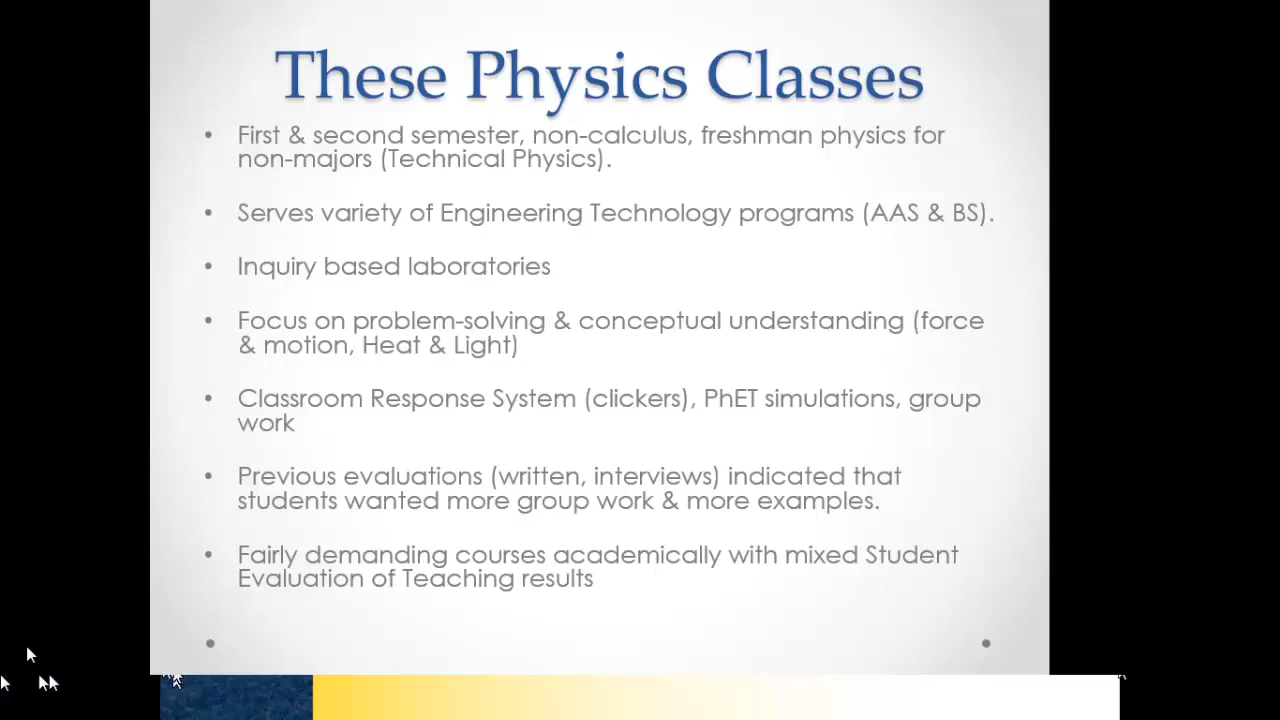 These Physics Classes
• First & second semester, non-calculus, freshman physics for
non-majors (Technical Physics).
• Serves variety of Engineering Technology programs (AAS & BS).
• Inquiry based laboratories
• Focus on problem-solving & conceptual understanding (force
& motion, Heat & Light)
• Classroom Response System (clickers), PhET simulations, group
work
• Previous evaluations (written, interviews) indicated that
students wanted more group work & more examples.
• Fairly demanding courses academically with mixed Student
Evaluation of Teaching results